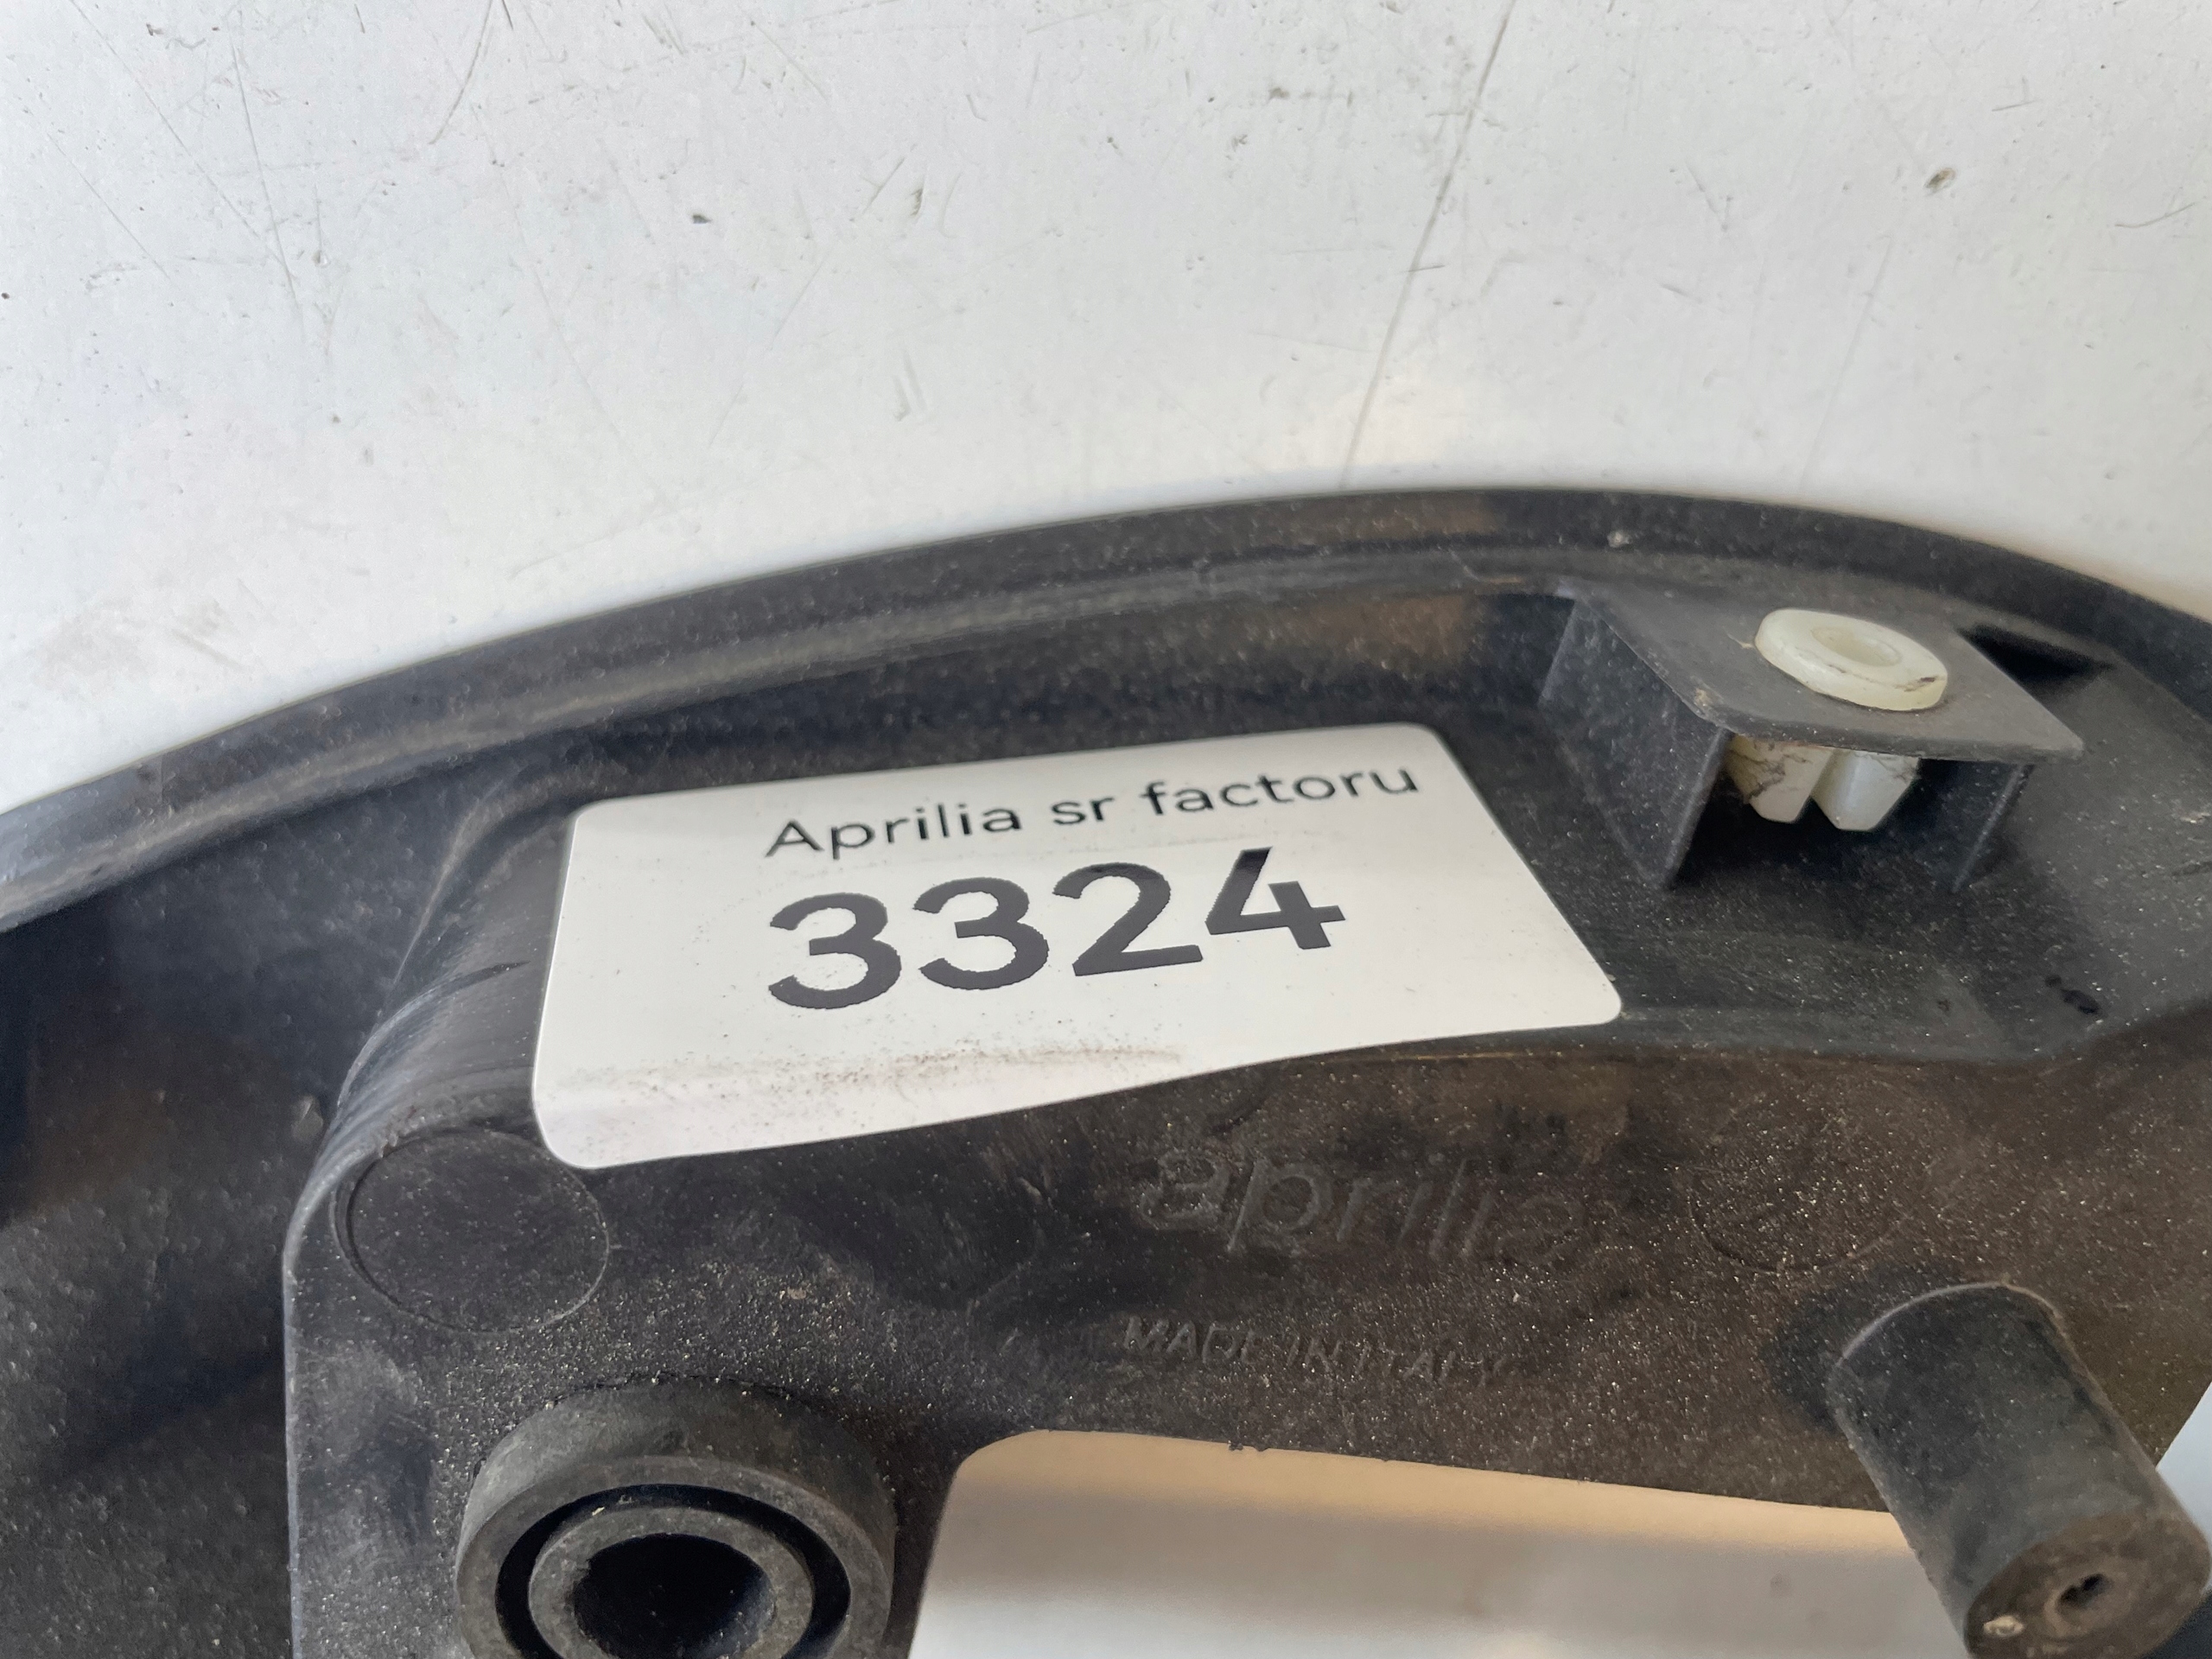 Aprilia sr factoru
3324
aprilia
MADE IN ITALY